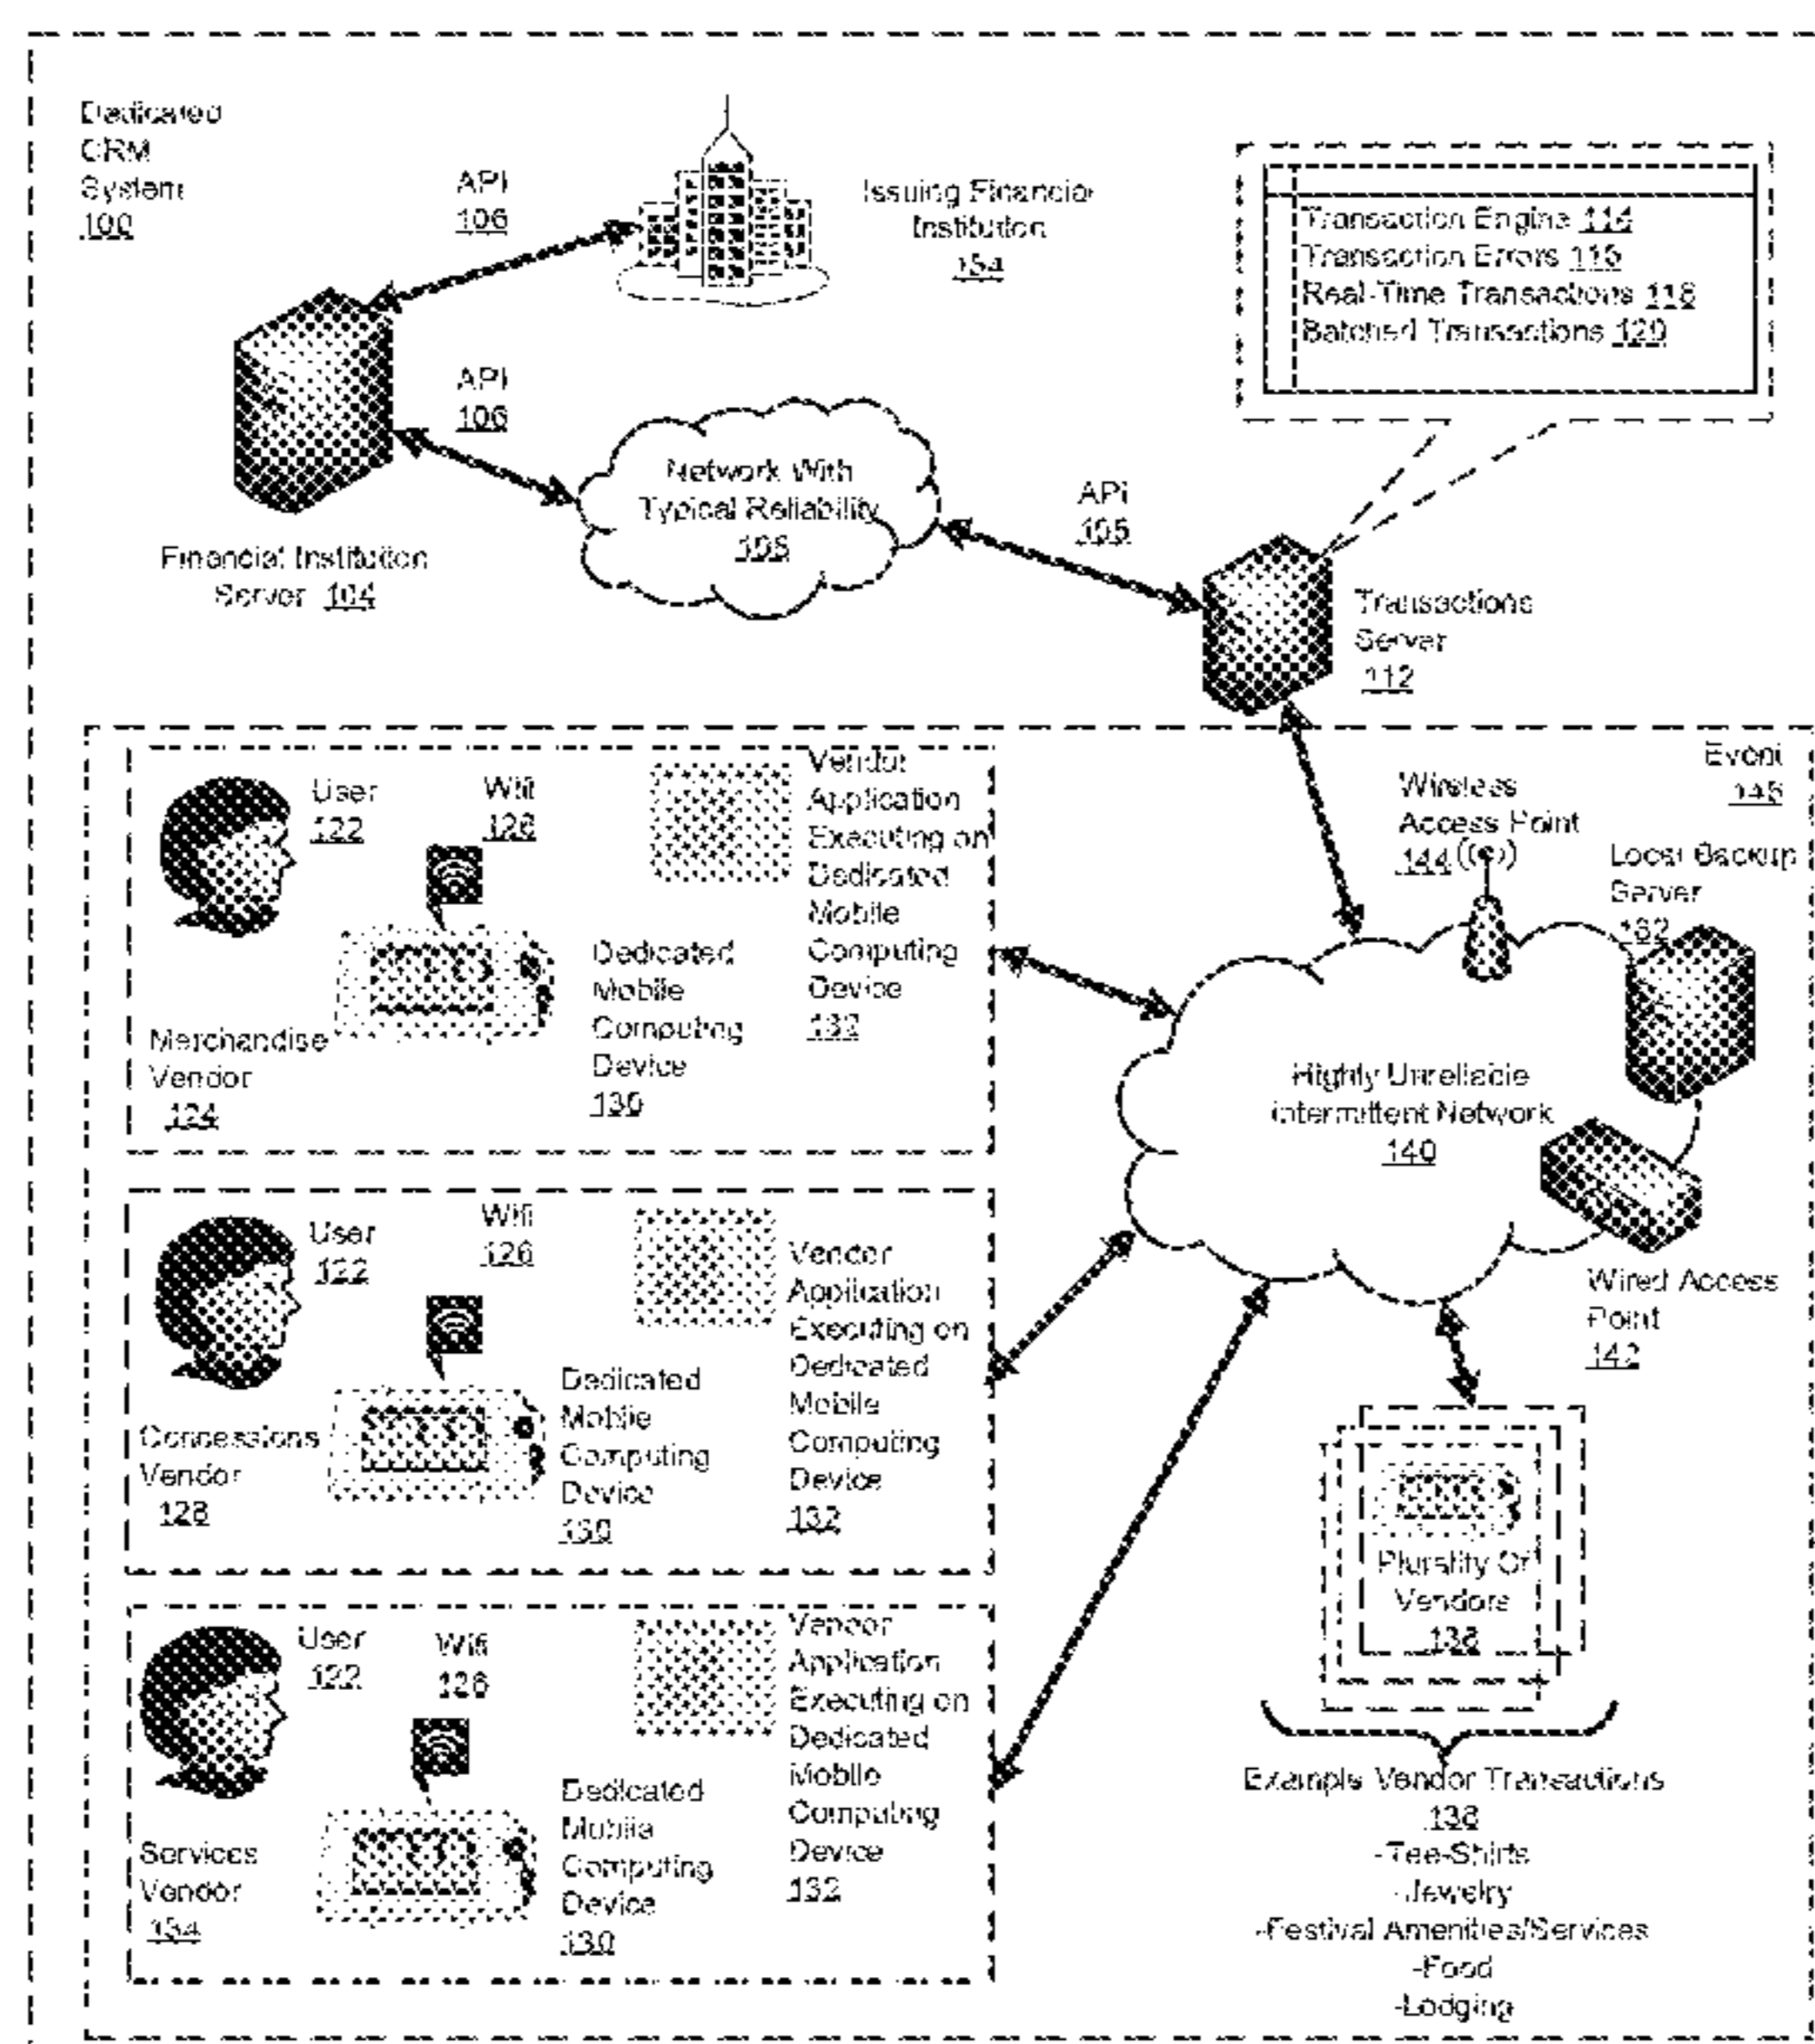 Dedicated
CRM
System
100
API
106
Issuing Financial
Institution
154
Transaction Engine 114
Transaction Errors 116
Real-Time Transactions 118
Batched Transactions 120
API
106
Network With
Typical Reliability
108
API
106
Financial Institution
Server 104
Transactions
Server
112
Event
User
122
Wifi
126
Vendor
Application
Executing on
Dedicated
Mobile
Computing
Device
132
Dedicated
Mobile
Computing
Device
130
Merchandise
Vendor
124
Wireless
Access Point
144
Local Backup
Server
162
Highly Unreliable
Intermittent Network
140
Wired Access
Point
142
User
122
Wifi
126
Vendor
Application
Executing on
Dedicated
Mobile
Computing
Device
132
Dedicated
Mobile
Computing
Device
130
Concessions
Vendor
128
Plurality Of
Vendors
User
122
Wifi
126
Vendor
Application
Executing on
Dedicated
Mobile
Computing
Device
132
Dedicated
Mobile
Computing
Device
130
Services
Vendor
134
Example Vendor Transactions
-Tee-Shirts
-Jewelry
-Festival Amenities/Services
-Food
-Lodging